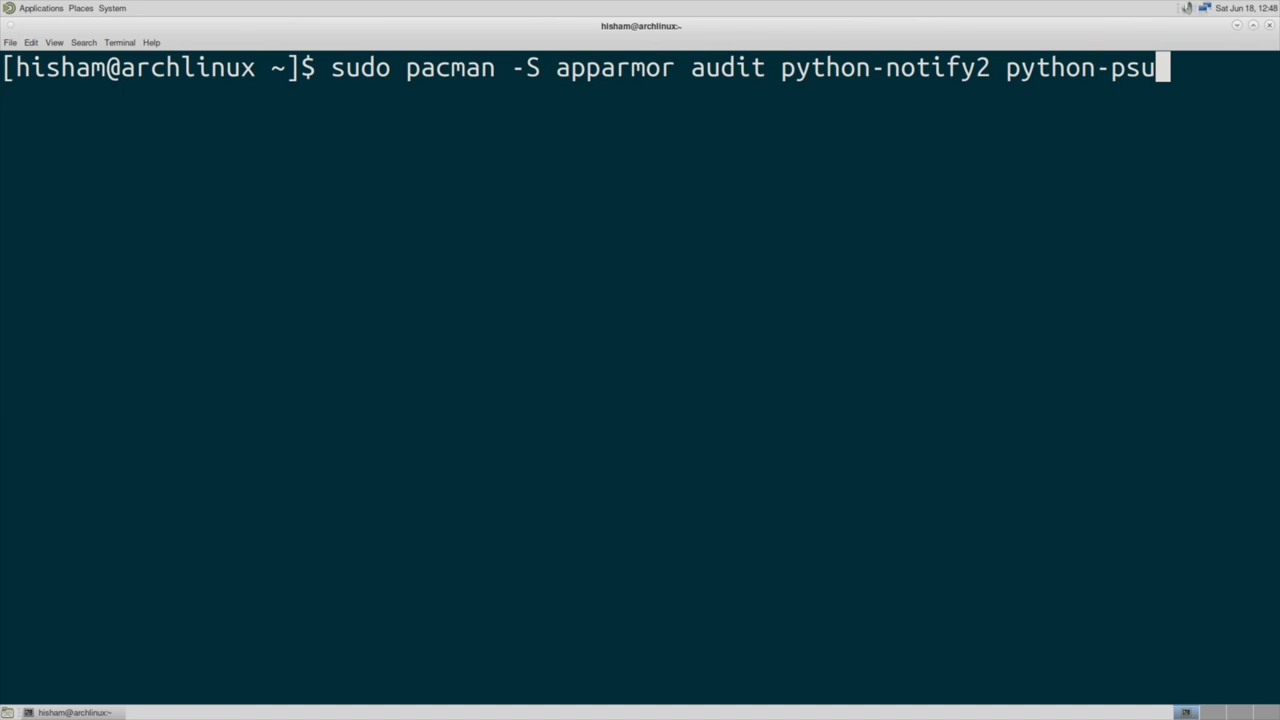 Applications Places System
Sat Jun 18, 12:48
hisham@archlinux:~
File Edit View Search Terminal Help
[hisham@archlinux ~]$ sudo pacman -S apparmor audit python-notify2 python-psu
hisham@archlinux:~